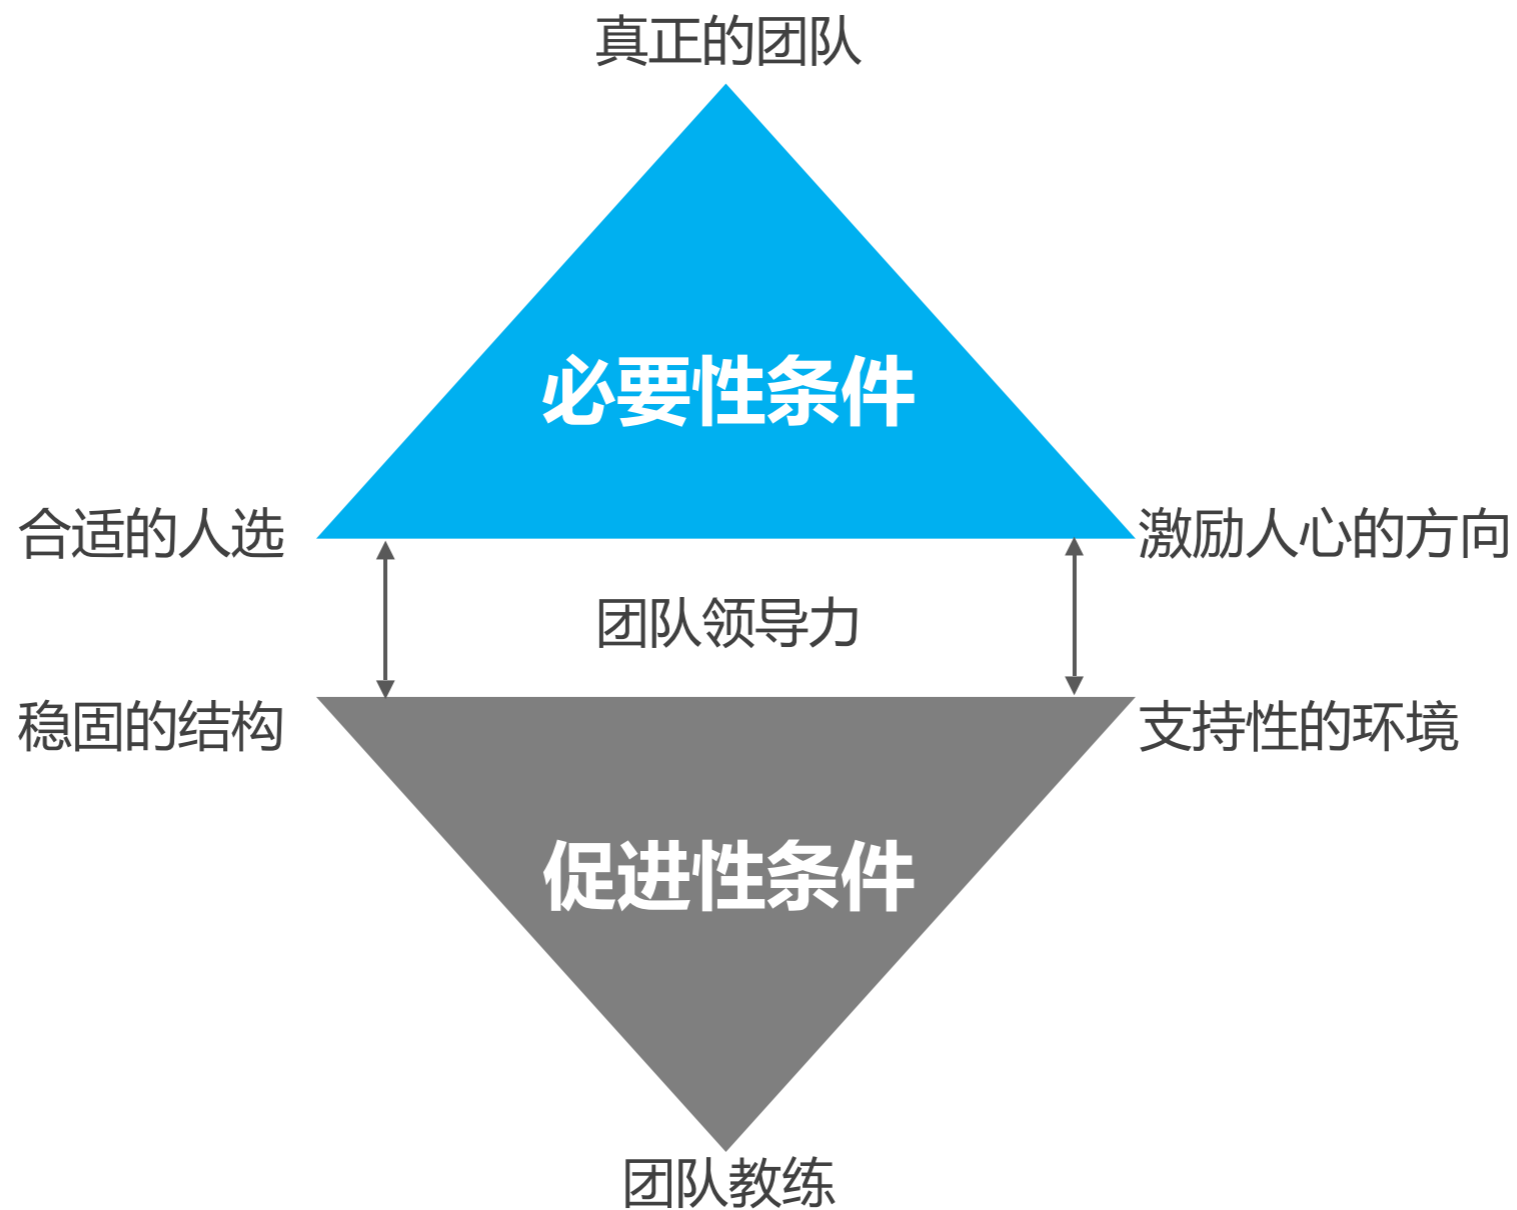 真正的团队
必要性条件
合适的人选
激励人心的方向
团队领导力
稳固的结构
支持性的环境
促进性条件
团队教练